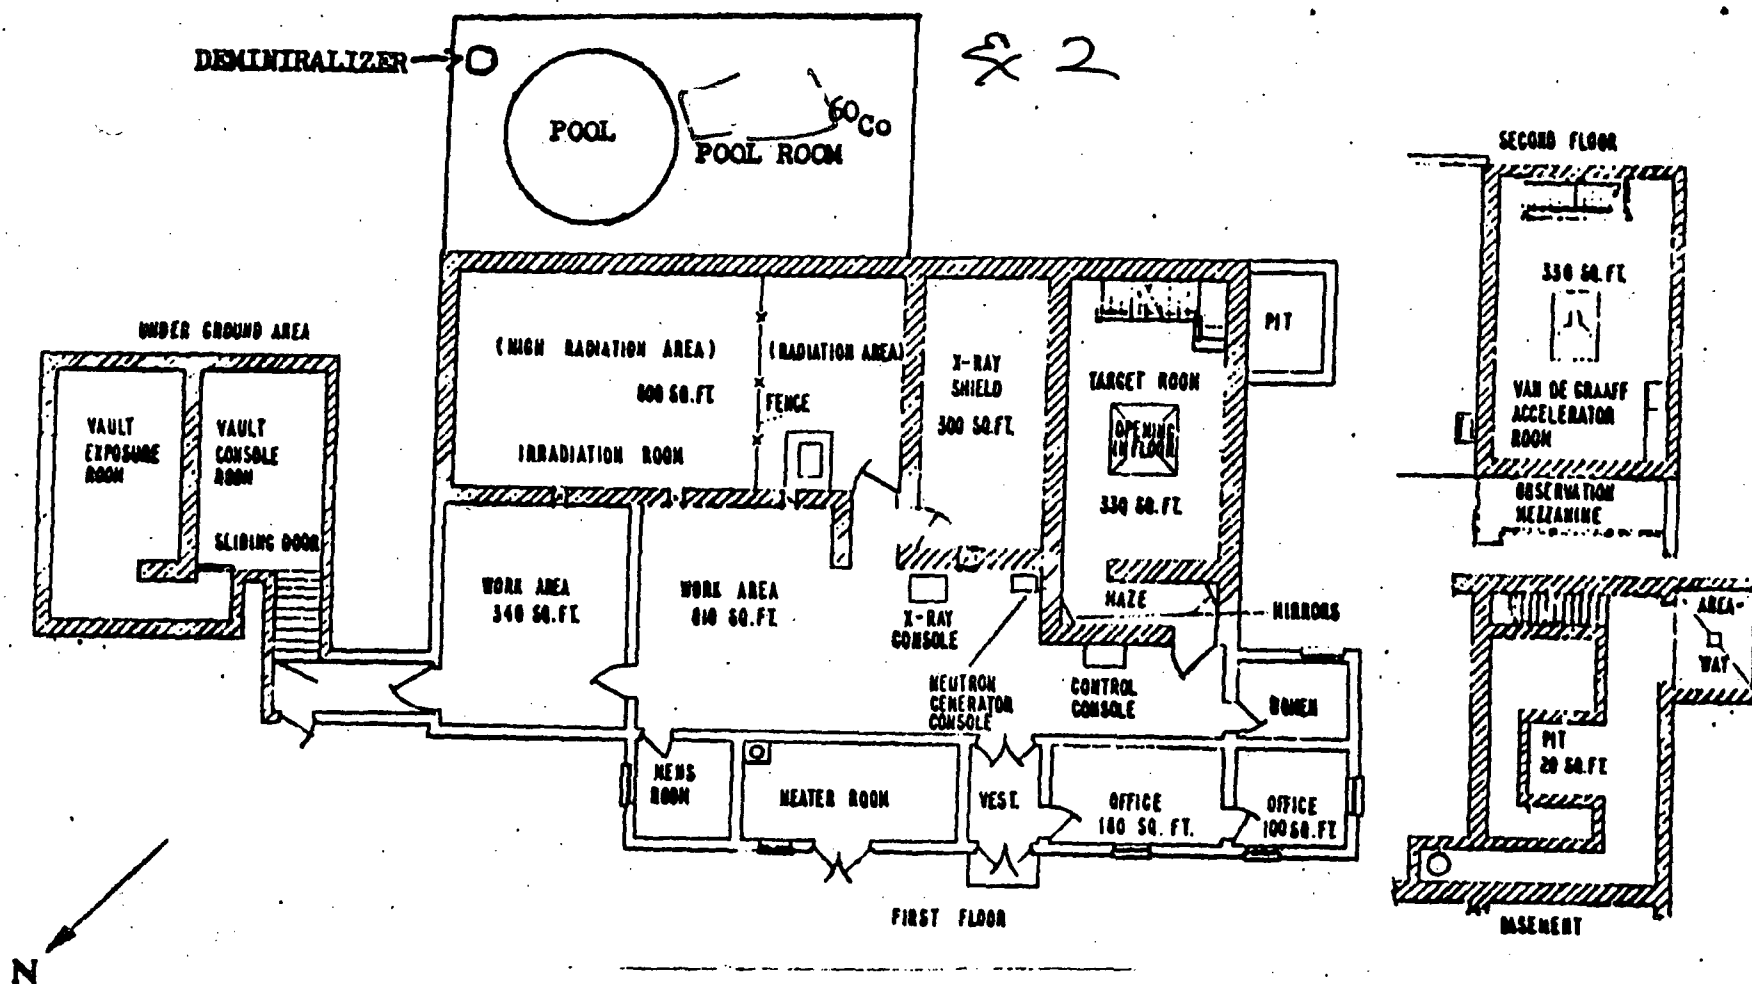 DEMINIRALIZER
POOL
60Co
POOL ROOM
2
SECOND FLOOR
330 SQ.FT.
VAN DE GRAAFF
ACCELERATOR
ROOM
OBSERVATION
MEZZANINE
UNDER GROUND AREA
VAULT
EXPOSURE
ROOM
VAULT
CONSOLE
ROOM
SLIDING DOOR
(HIGH RADIATION AREA)
800 SQ.FT.
IRRADIATION ROOM
(RADIATION AREA)
FENCE
X-RAY
SHIELD
300 SQ.FT.
TARGET ROOM
OPENING
IN FLOOR
330 SQ.FT.
PIT
MAZE
MIRRORS
WORK AREA
340 SQ.FT.
WORK AREA
810 SQ.FT.
X-RAY
CONSOLE
NEUTRON
GENERATOR
CONSOLE
CONTROL
CONSOLE
WOMEN
MENS
ROOM
HEATER ROOM
VEST.
OFFICE
180 SQ. FT.
OFFICE
100 SQ.FT.
FIRST FLOOR
AREA-
WAY
PIT
20 SQ.FT.
BASEMENT
N